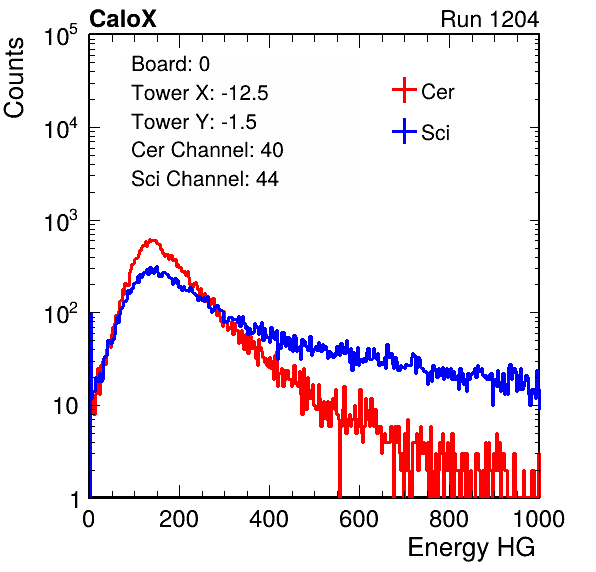 CaloX Run 1204
Counts
10^5
10^4
10^3
10^2
10
1
Board: 0
Tower X: -12.5
Tower Y: -1.5
Cer Channel: 40
Sci Channel: 44
Cer
Sci
0 200 400 600 800 1000
Energy HG